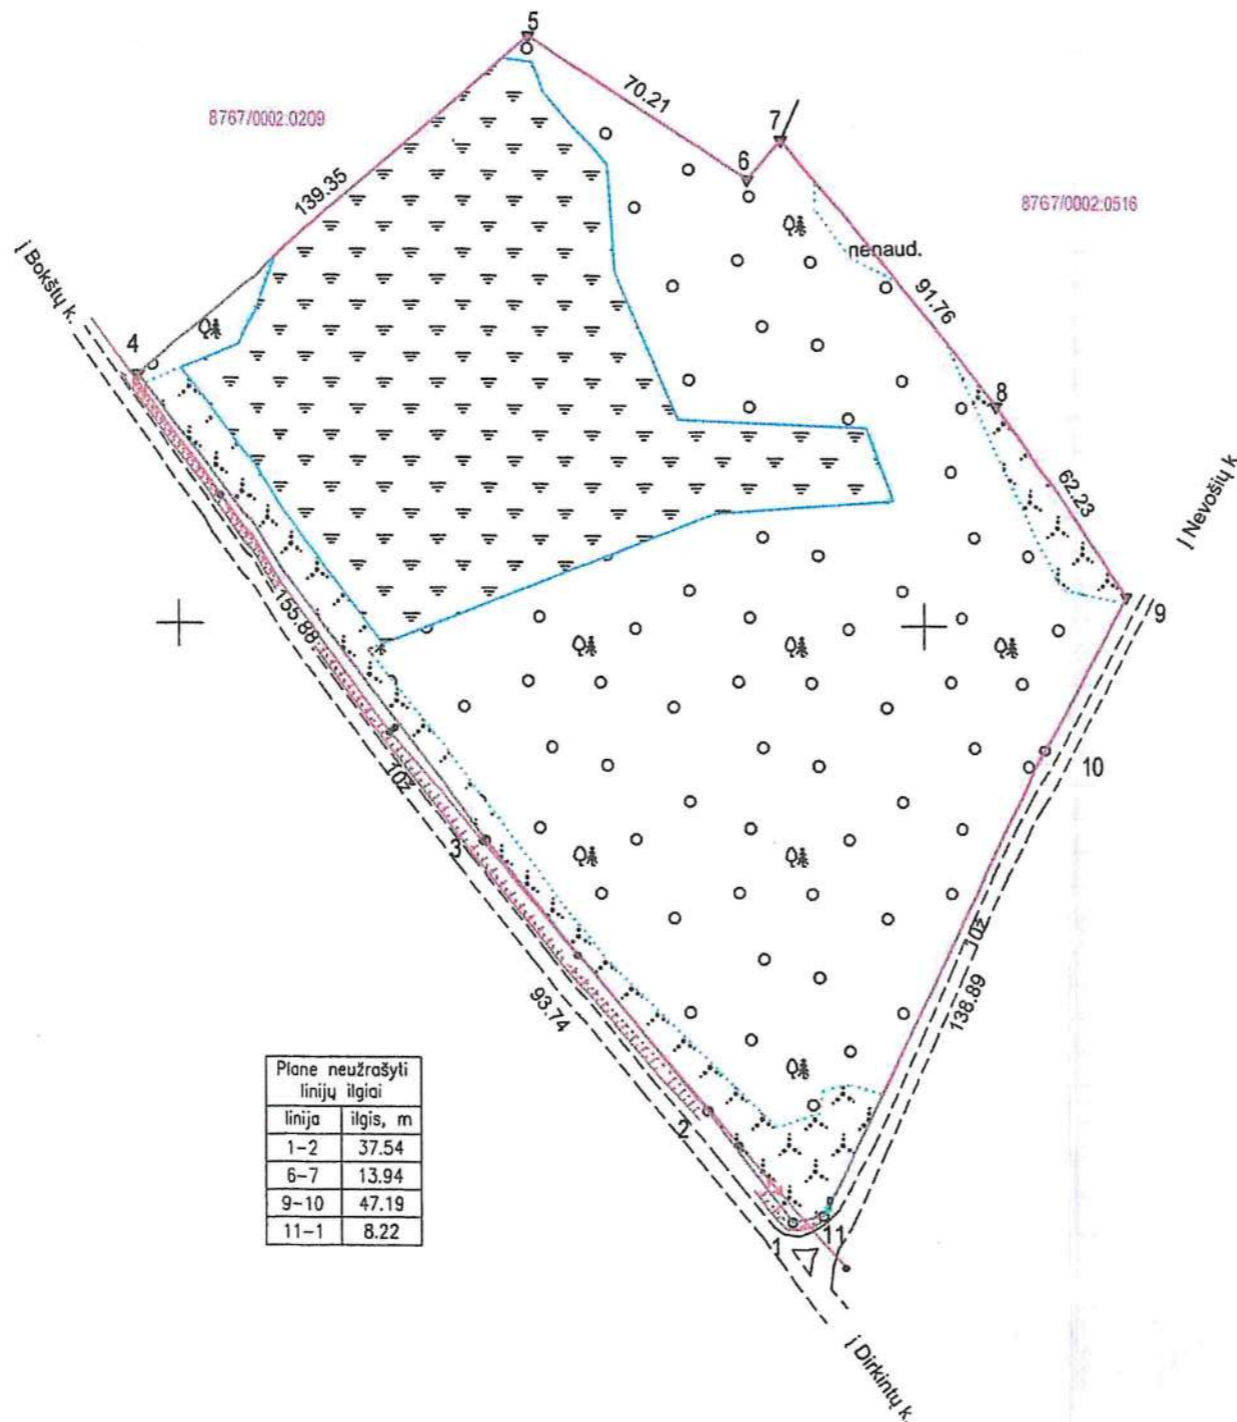 5
70.21
7
8767/0002:0209
6
139.35
8767/0002:0516
nenaud.
į Bokštų k.
91.76
4
8
62.23
Į Nevošių k.
9
155.88
10
10ž
3
10ž
93.74
138.89
2
Plane neužrašyti
linijų ilgiai
linija ilgis, m
1-2 37.54
6-7 13.94
9-10 47.19
11-1 8.22
1
11
į Dirkintų k.